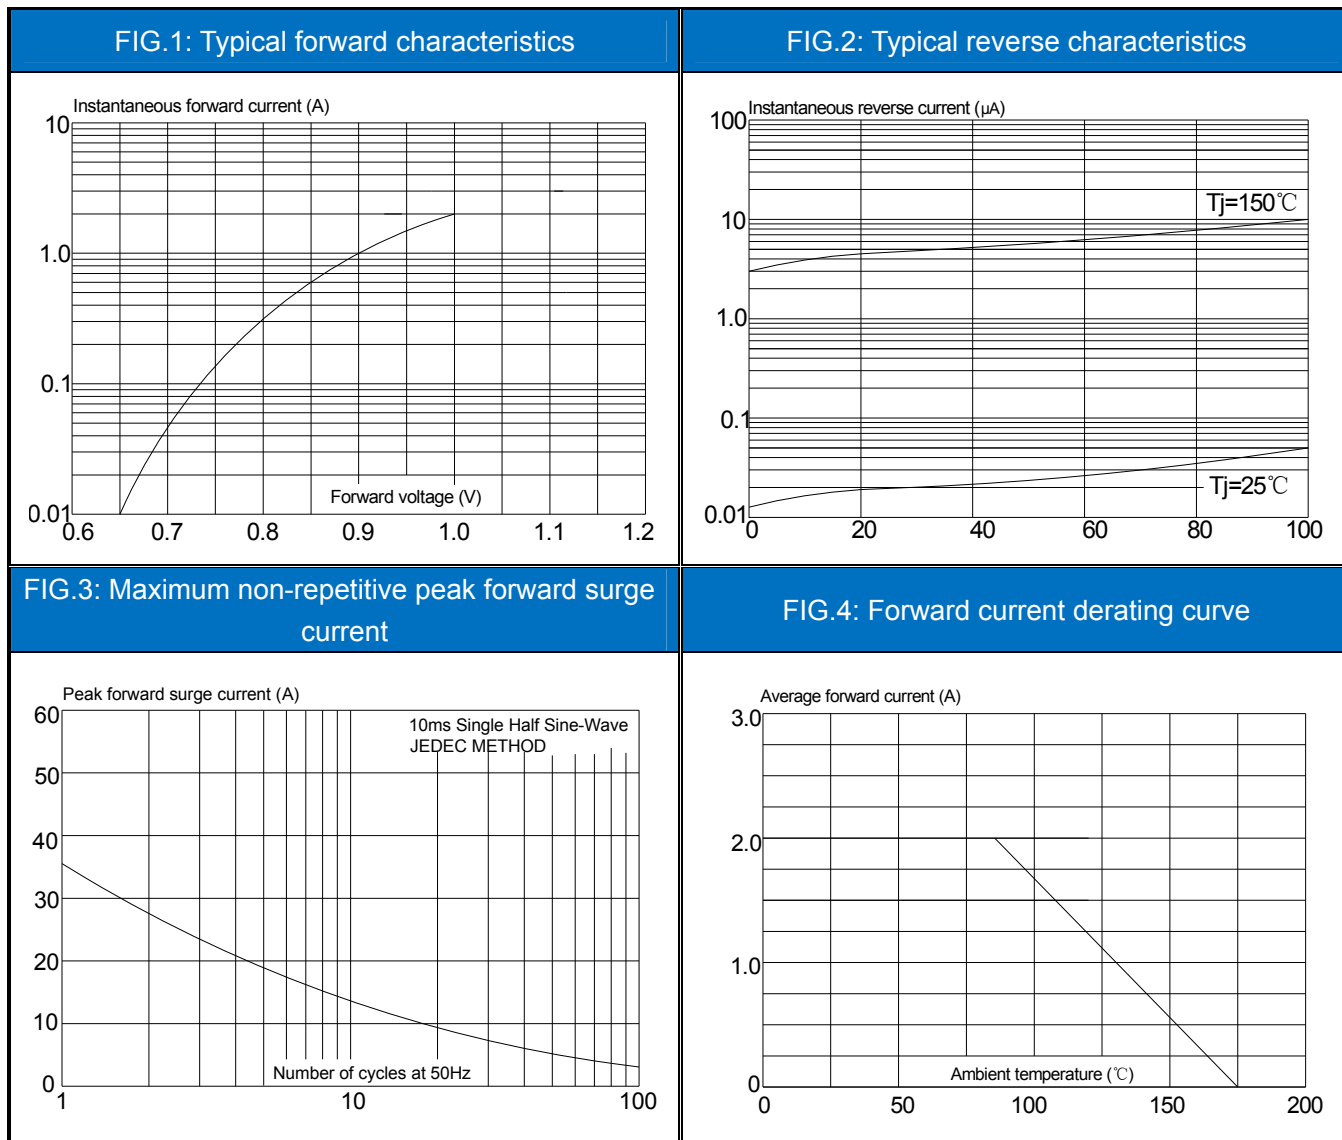 FIG.1: Typical forward characteristics
FIG.2: Typical reverse characteristics
Instantaneous forward current (A)
10
1.0
0.1
0.01
Forward voltage (V)
0.6 0.7 0.8 0.9 1.0 1.1 1.2
Instantaneous reverse current (μA)
100
10
1.0
0.1
0.01
Tj=150℃
Tj=25℃
0 20 40 60 80 100
FIG.3: Maximum non-repetitive peak forward surge
current
FIG.4: Forward current derating curve
Peak forward surge current (A)
60
50
40
30
20
10
0
10ms Single Half Sine-Wave
JEDEC METHOD
Number of cycles at 50Hz
1 10 100
Average forward current (A)
3.0
2.0
1.0
0
Ambient temperature (℃)
0 50 100 150 200